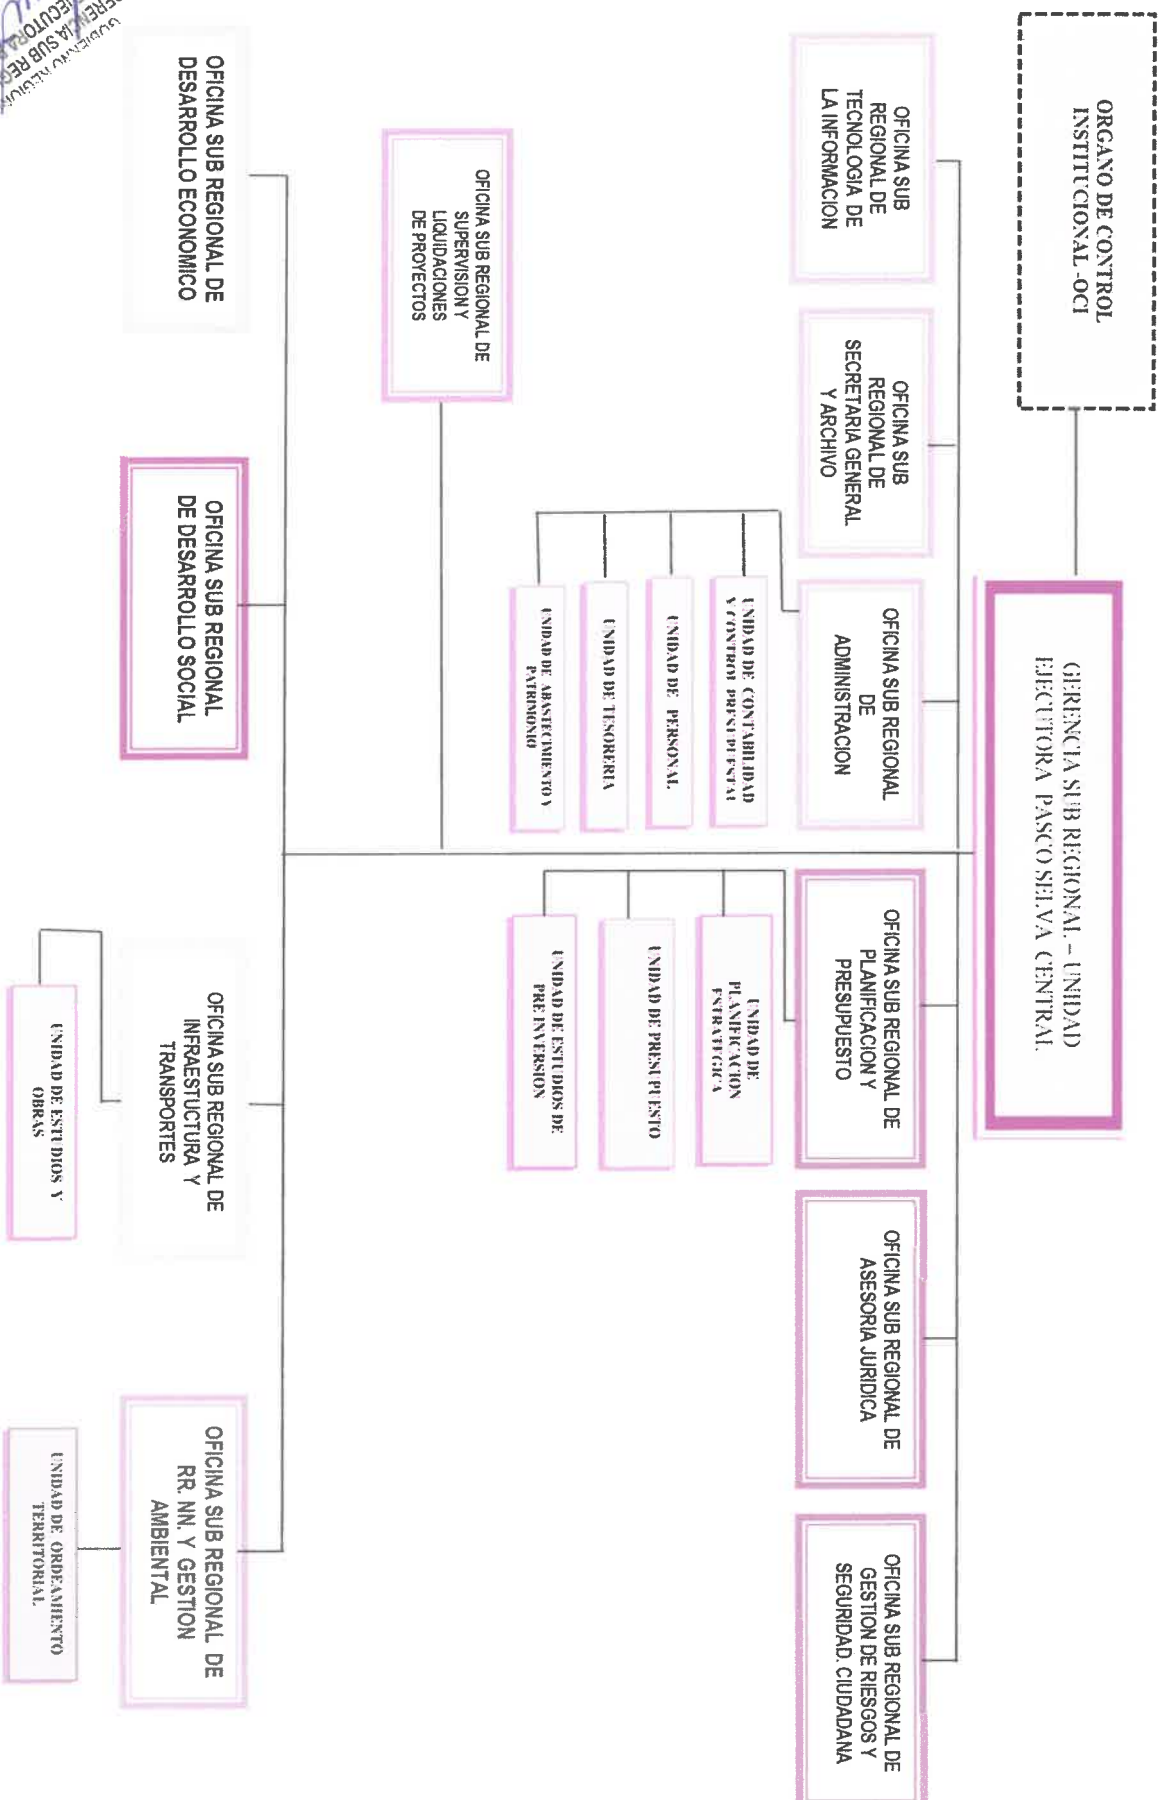 ORGANO DE CONTROL
INSTITUCIONAL -OCI
GERENCIA SUB REGIONAL – UNIDAD
EJECUTORA PASCO SELVA CENTRAL
OFICINA SUB
REGIONAL DE
TECNOLOGIA DE
LA INFORMACION
OFICINA SUB
REGIONAL DE
SECRETARIA GENERAL
Y ARCHIVO
OFICINA SUB REGIONAL
DE
ADMINISTRACION
OFICINA SUB REGIONAL DE
PLANIFICACION Y
PRESUPUESTO
OFICINA SUB REGIONAL DE
ASESORIA JURIDICA
OFICINA SUB REGIONAL DE
GESTION DE RIESGOS Y
SEGURIDAD. CIUDADANA
UNIDAD DE CONTABILIDAD
Y CONTROL PRESUPUESTAL
UNIDAD DE PERSONAL
UNIDAD DE TESORERIA
UNIDAD DE ABASTECIMIENTO Y
PATRIMONIO
UNIDAD DE
PLANIFICACION
ESTRATEGICA
UNIDAD DE PRESUPUESTO
UNIDAD DE ESTUDIOS DE
PRE INVERSION
OFICINA SUB REGIONAL DE
SUPERVISION Y
LIQUIDACIONES
DE PROYECTOS
OFICINA SUB REGIONAL DE
DESARROLLO ECONOMICO
OFICINA SUB REGIONAL
DE DESARROLLO SOCIAL
OFICINA SUB REGIONAL DE
INFRAESTUCTURA Y
TRANSPORTES
OFICINA SUB REGIONAL DE
RR. NN. Y GESTION
AMBIENTAL
UNIDAD DE ESTUDIOS Y
OBRAS
UNIDAD DE ORDEAMIENTO
TERRITORIAL
GOBIERNO REGION
ERENCIA SUB REG
ECUTORA